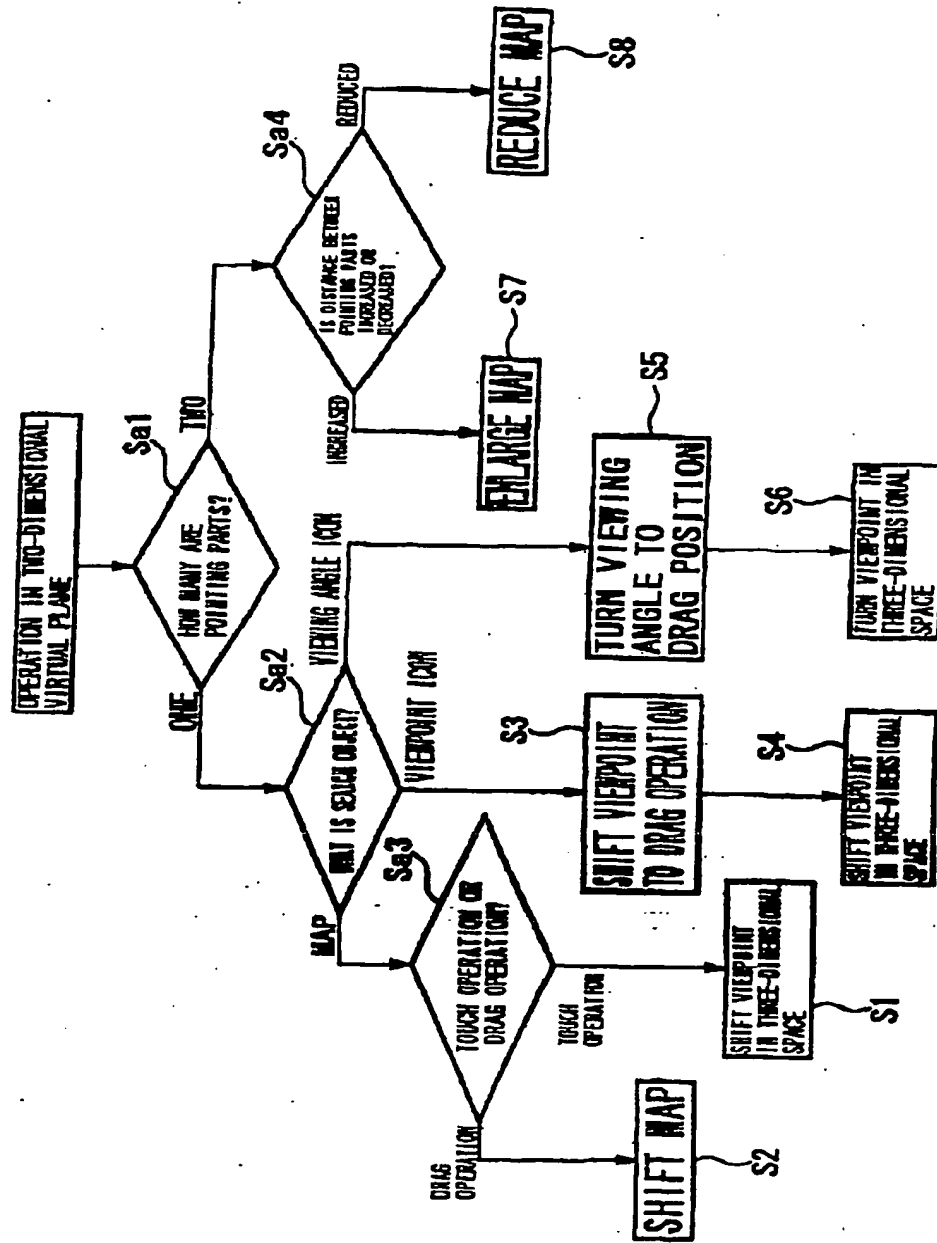 OPERATION IN TWO-DIMENSIONAL
VIRTUAL PLANE
Sa1
HOW MANY ARE
POINTING PARTS?
ONE
TWO
Sa2
WHAT IS SEARCH OBJECT?
MAP
VIEWPOINT ICON
VIEWING ANGLE ICON
Sa4
IS DISTANCE BETWEEN
POINTING PARTS
INCREASED OR
DECREASED?
INCREASED
REDUCED
Sa3
TOUCH OPERATION OR
DRAG OPERATION?
DRAG
OPERATION
TOUCH
OPERATION
ENLARGE MAP
S7
REDUCE MAP
S8
SHIFT VIEWPOINT
TO DRAG OPERATION
S3
TURN VIEWING
ANGLE TO
DRAG POSITION
S5
SHIFT MAP
S2
SHIFT VIEWPOINT
IN THREE-DIMENSIONAL
SPACE
S1
SHIFT VIEWPOINT
IN THREE-DIMENSIONAL
SPACE
S4
TURN VIEWPOINT IN
THREE-DIMENSIONAL
SPACE
S6